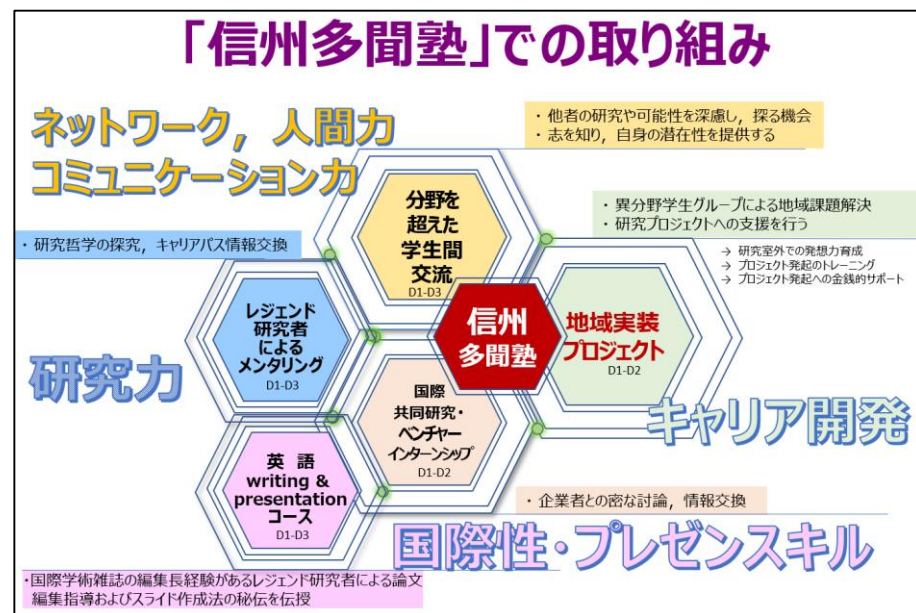 「信州多聞塾」での取り組み
ネットワーク，人間力
コミュニケーション力
・他者の研究や可能性を深慮し，探る機会
・志を知り，自身の潜在性を提供する
分野を
超えた
学生間
交流
D1-D3
・異分野学生グループによる地域課題解決
・研究プロジェクトへの支援を行う
→ 研究室外での発想力育成
→ プロジェクト発起のトレーニング
→ プロジェクト発起への金銭的サポート
・研究哲学の探究，キャリアパス情報交換
レジェンド
研究者
による
メンタリング
D1-D3
信州
多聞塾
地域実装
プロジェクト
D1-D2
研究力
国際
共同研究・
ベンチャー
インターンシップ
D1-D2
キャリア開発
英 語
writing &
presentation
コース
D1-D3
・企業者との密な討論，情報交換
国際性・プレゼンスキル
・国際学術雑誌の編集長経験があるレジェンド研究者による論文
編集指導およびスライド作成法の秘伝を伝授